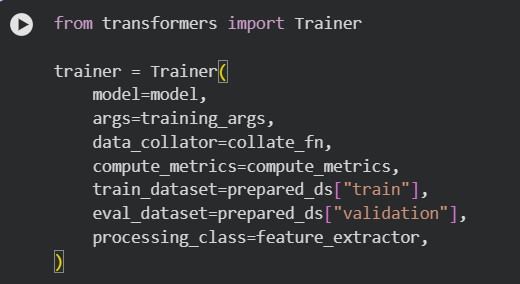 from transformers import Trainer
trainer = Trainer(
    model=model,
    args=training_args,
    data_collator=collate_fn,
    compute_metrics=compute_metrics,
    train_dataset=prepared_ds["train"],
    eval_dataset=prepared_ds["validation"],
    processing_class=feature_extractor,
)